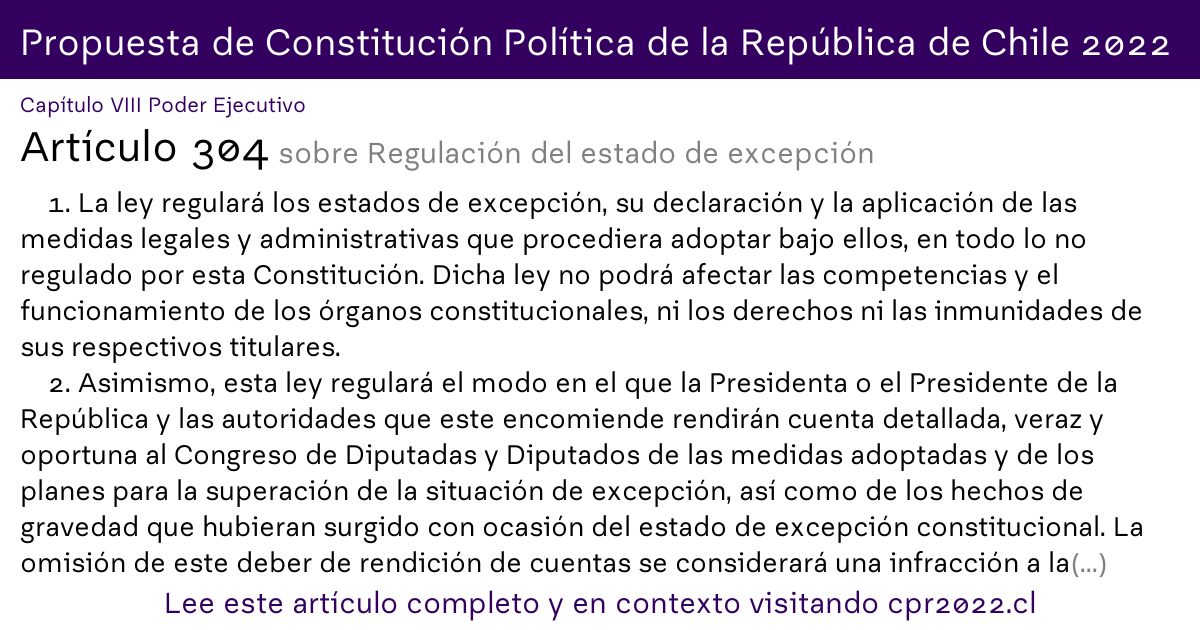 Propuesta de Constitución Política de la República de Chile 2022
Capítulo VIII Poder Ejecutivo
Artículo 304 sobre Regulación del estado de excepción
1. La ley regulará los estados de excepción, su declaración y la aplicación de las
medidas legales y administrativas que procediera adoptar bajo ellos, en todo lo no
regulado por esta Constitución. Dicha ley no podrá afectar las competencias y el
funcionamiento de los órganos constitucionales, ni los derechos ni las inmunidades de
sus respectivos titulares.
2. Asimismo, esta ley regulará el modo en el que la Presidenta o el Presidente de la
República y las autoridades que este encomiende rendirán cuenta detallada, veraz y
oportuna al Congreso de Diputadas y Diputados de las medidas adoptadas y de los
planes para la superación de la situación de excepción, así como de los hechos de
gravedad que hubieran surgido con ocasión del estado de excepción constitucional. La
omisión de este deber de rendición de cuentas se considerará una infracción a la(...)
Lee este artículo completo y en contexto visitando cpr2022.cl